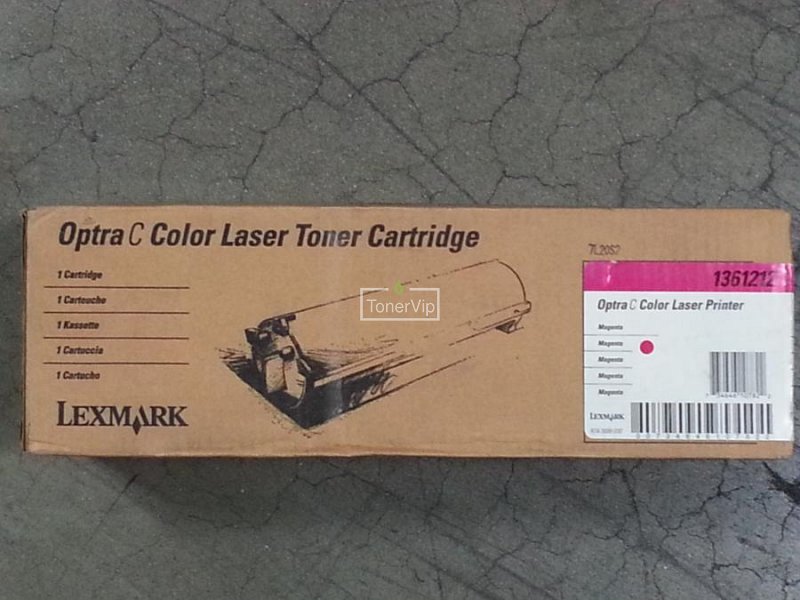 Optra C Color Laser Toner Cartridge
1 Cartridge
1 Cartouche
1 Kassette
1 Cartuccia
1 Cartucho
LEXMARK
TonerVip
7L20S2
1361212
Optra C Color Laser Printer
Magenta
Magenta
Magenta
Magenta
Magenta
LEXMARK